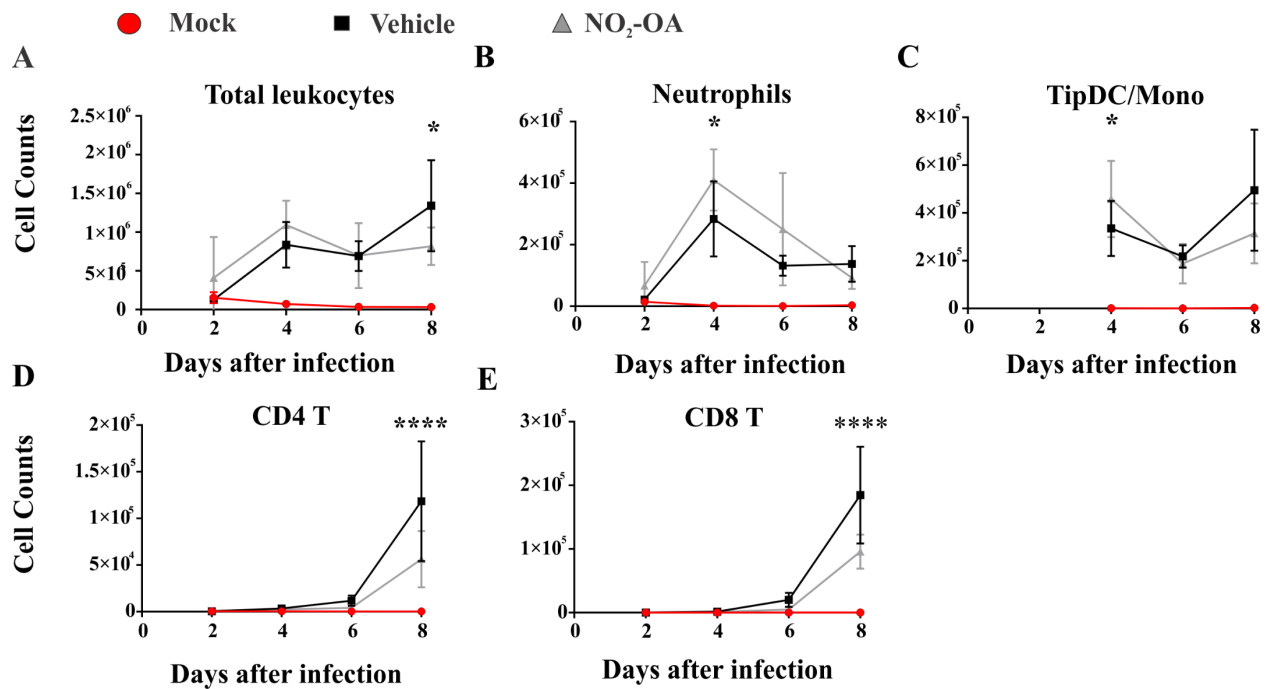 Mock Vehicle NO₂-OA
A
Total leukocytes
Cell Counts
2.5×10⁶
2×10⁶
1.5×10⁶
1×10⁶
5×10⁵
0
0 2 4 6 8
*
Days after infection
B
Neutrophils
6×10⁵
4×10⁵
2×10⁵
0
0 2 4 6 8
*
Days after infection
C
TipDC/Mono
8×10⁵
6×10⁵
4×10⁵
2×10⁵
0
0 2 4 6 8
*
Days after infection
D
CD4 T
Cell Counts
2×10⁵
1.5×10⁵
1×10⁵
5×10⁴
0
0 2 4 6 8
****
Days after infection
E
CD8 T
3×10⁵
2×10⁵
1×10⁵
0
0 2 4 6 8
****
Days after infection